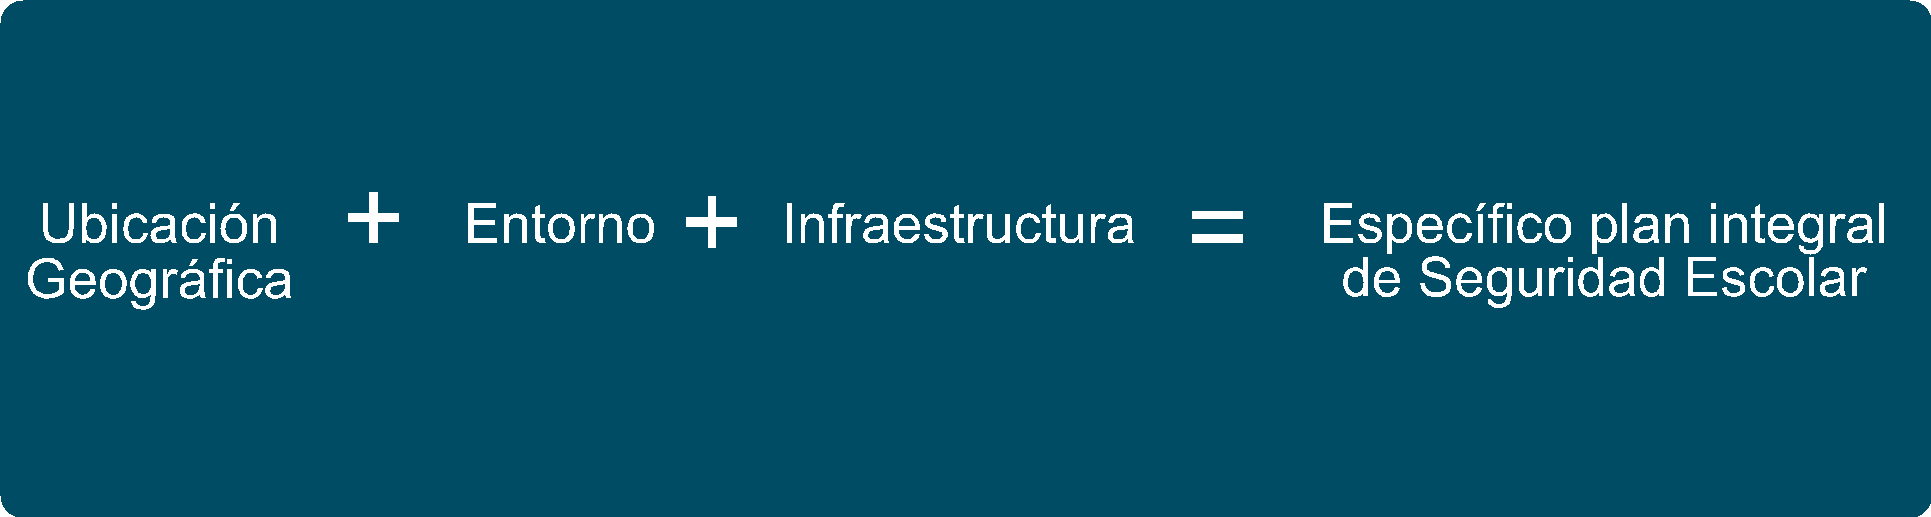 Ubicación + Entorno + Infraestructura = Específico plan integral
Geográfica de Seguridad Escolar